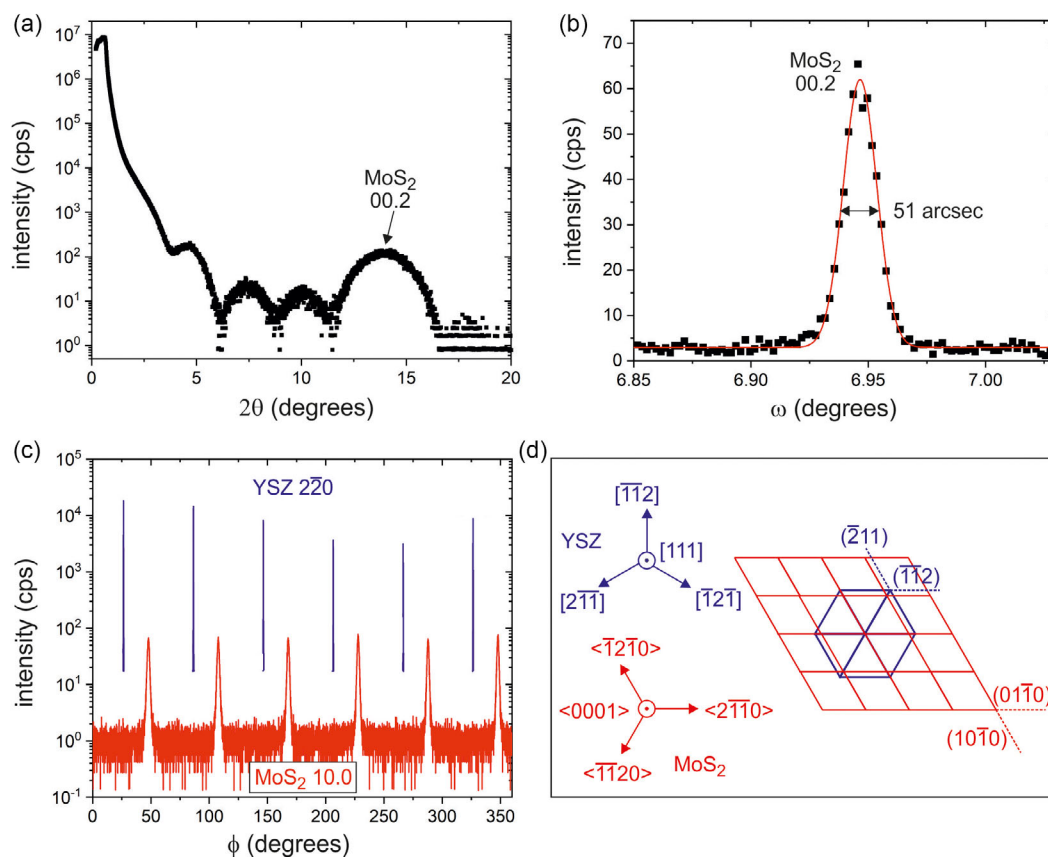 (a)
10⁷
10⁶
10⁵
10⁴
10³
10²
10¹
10⁰
intensity (cps)
MoS₂
00.2
0 5 10 15 20
2θ (degrees)
(b)
75
70
60
50
40
30
20
10
0
intensity (cps)
MoS₂
00.2
51 arcsec
6.85 6.90 6.95 7.00
ω (degrees)
(c)
10⁵
10⁴
10³
10²
10¹
10⁰
10⁻¹
intensity (cps)
YSZ 22̅0
MoS₂ 10.0
0 50 100 150 200 250 300 350
ϕ (degrees)
(d)
[1̅1̅2]
YSZ
[111]
[21̅1̅]
[1̅21̅]
<1̅21̅0>
<0001>
<21̅1̅0>
<1̅1̅20>
MoS₂
(2̅11)
(1̅1̅2)
(011̅0)
(101̅0)